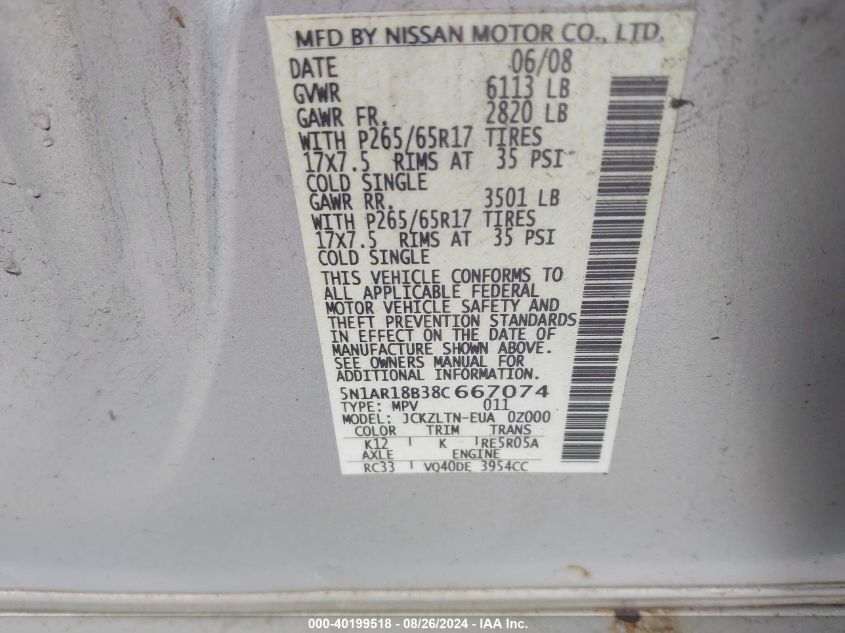 MFD BY NISSAN MOTOR CO., LTD.
DATE 06/08
GVWR 6113 LB
GAWR FR. 2820 LB
WITH P265/65R17 TIRES
17X7.5 RIMS AT 35 PSI
COLD SINGLE
GAWR RR. 3501 LB
WITH P265/65R17 TIRES
17X7.5 RIMS AT 35 PSI
COLD SINGLE
THIS VEHICLE CONFORMS TO
ALL APPLICABLE FEDERAL
MOTOR VEHICLE SAFETY AND
THEFT PREVENTION STANDARDS
IN EFFECT ON THE DATE OF
MANUFACTURE SHOWN ABOVE.
SEE OWNERS MANUAL FOR
ADDITIONAL INFORMATION.
5N1AR18B38C667074
TYPE: MPV 011
MODEL: JCKZLTN-EUA 0Z000
COLOR TRIM TRANS
K12 K RE5R05A
AXLE ENGINE
RC33 VQ40DE 3954CC
000-40199518 - 08/26/2024 - IAA Inc.